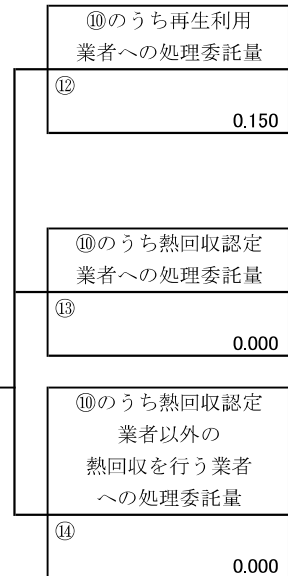 ⑩のうち再生利用
業者への処理委託量
⑫
0.150
⑩のうち熱回収認定
業者への処理委託量
⑬
0.000
⑩のうち熱回収認定
業者以外の
熱回収を行う業者
への処理委託量
⑭
0.000